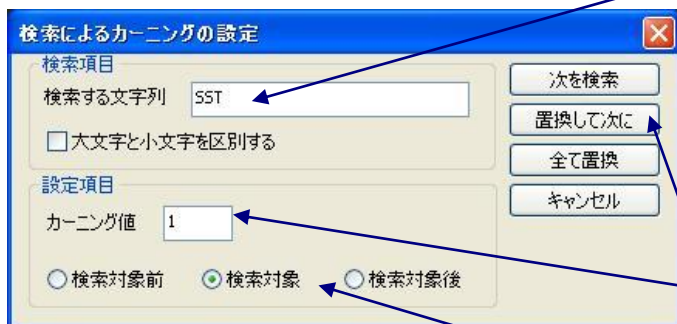 検索によるカーニングの設定
検索項目
検索する文字列 SST
大文字と小文字を区別する
設定項目
カーニング値 1
検索対象前 検索対象 検索対象後
次を検索
置換して次に
全て置換
キャンセル